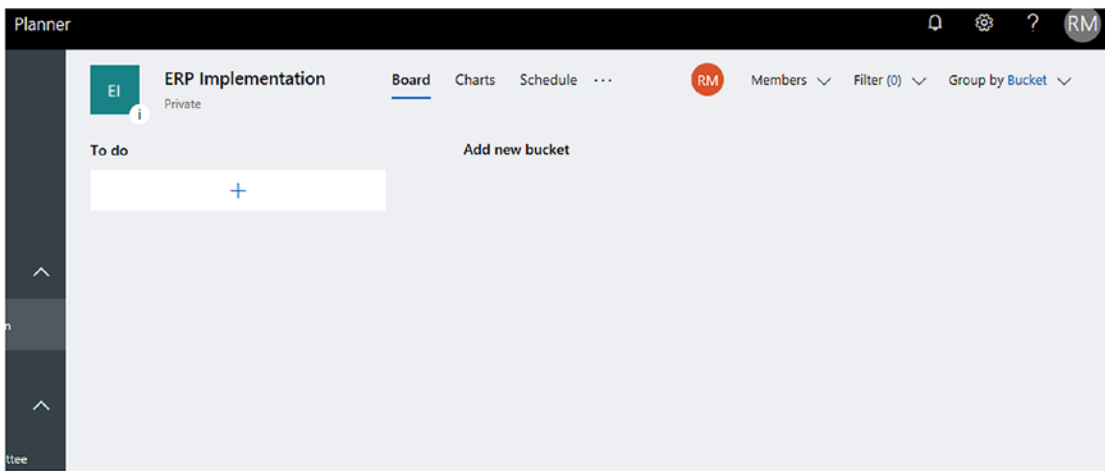 Planner
? RM
EI
ERP Implementation
Private
i
Board Charts Schedule ...
RM
Members Filter (0) Group by Bucket
To do
Add new bucket
+
n
ttee